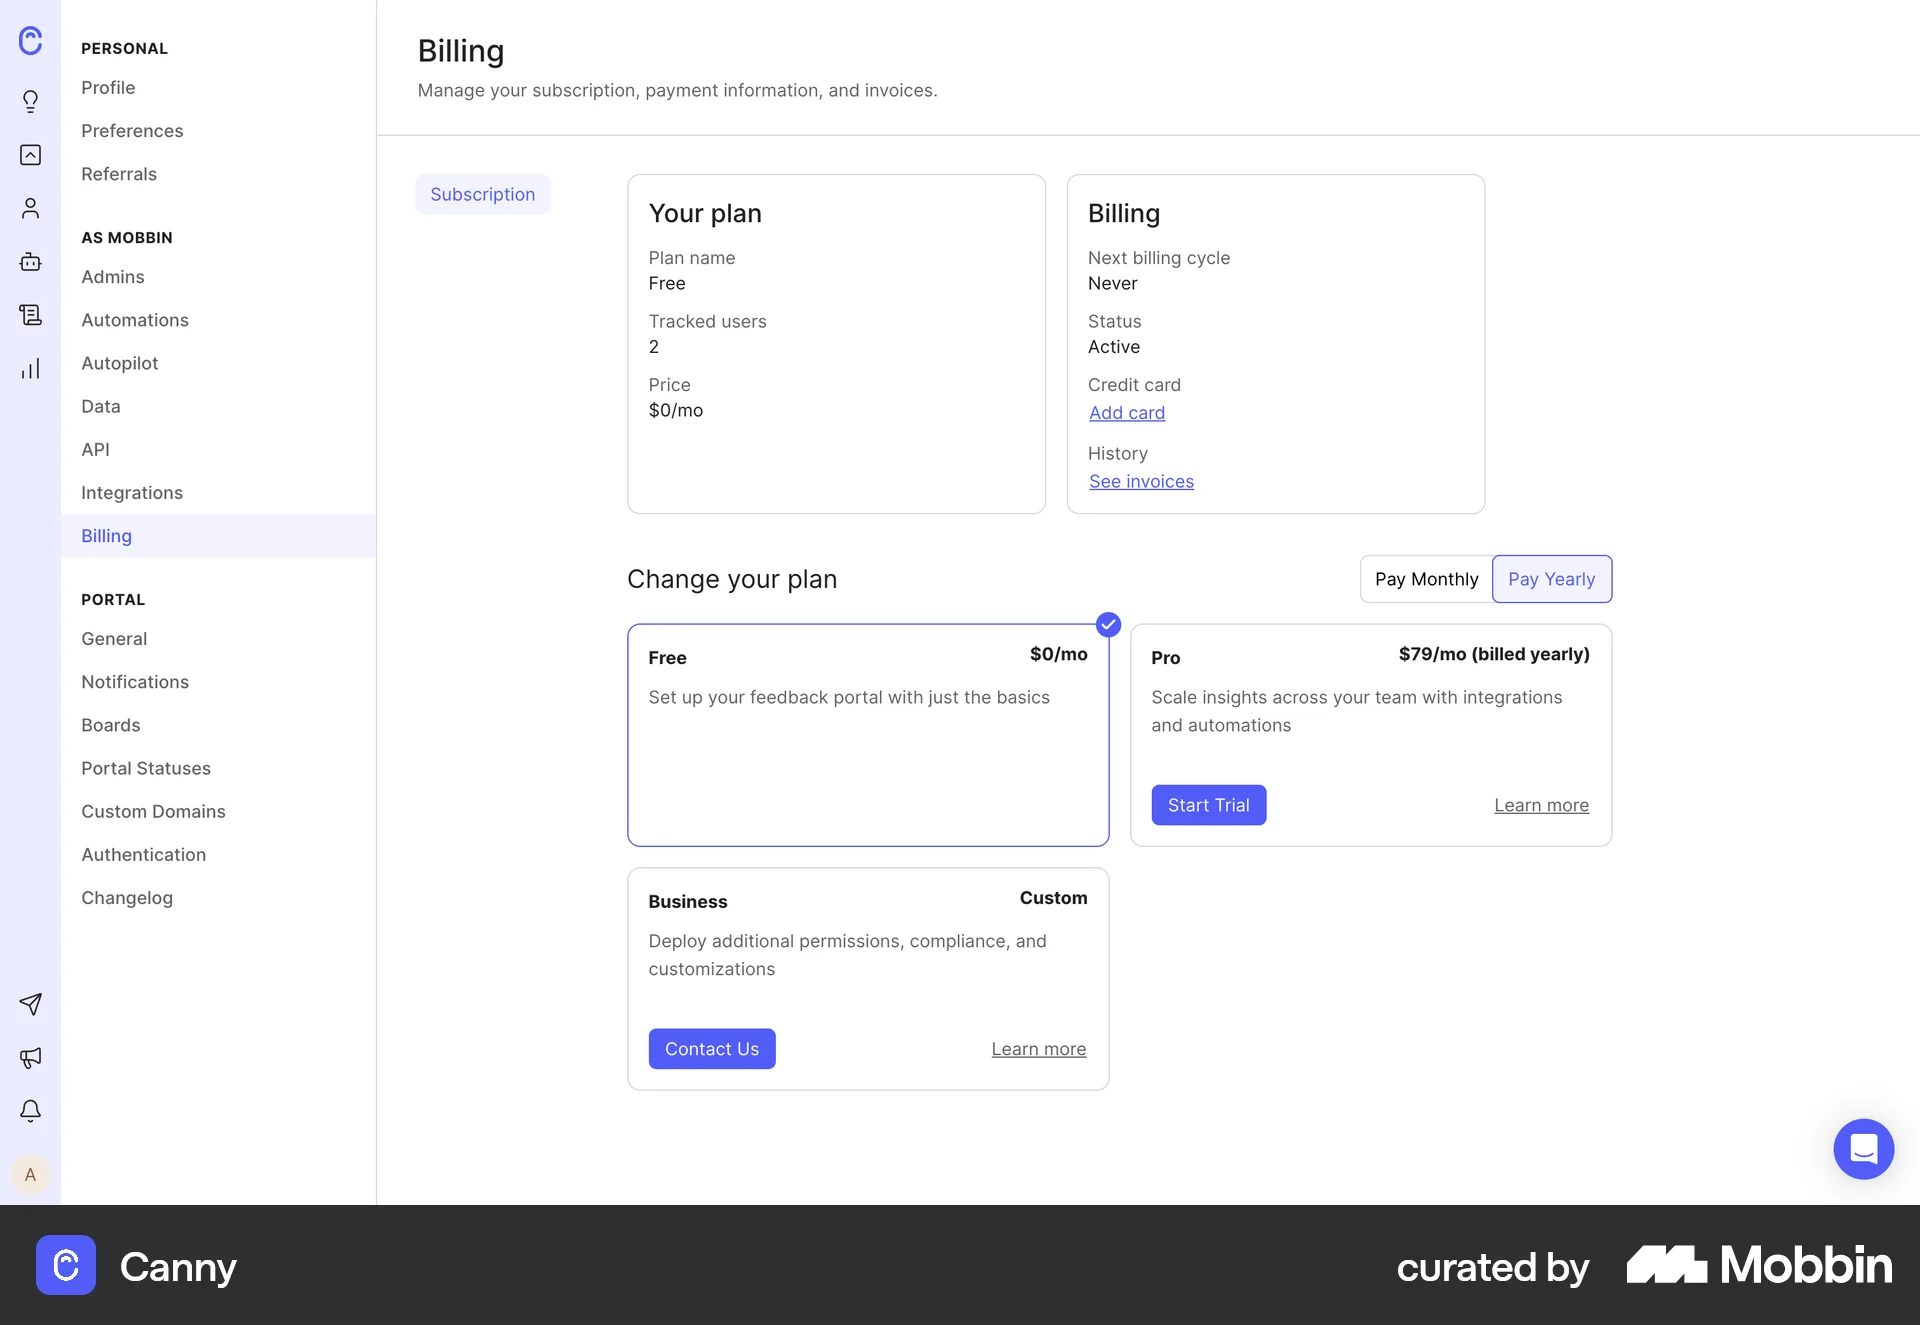 PERSONAL
Profile
Preferences
Referrals
AS MOBBIN
Admins
Automations
Autopilot
Data
API
Integrations
Billing
PORTAL
General
Notifications
Boards
Portal Statuses
Custom Domains
Authentication
Changelog
A
Billing
Manage your subscription, payment information, and invoices.
Subscription
Your plan
Plan name
Free
Tracked users
2
Price
$0/mo
Billing
Next billing cycle
Never
Status
Active
Credit card
Add card
History
See invoices
Change your plan
Pay Monthly
Pay Yearly
Free
$0/mo
Set up your feedback portal with just the basics
Pro
$79/mo (billed yearly)
Scale insights across your team with integrations
and automations
Start Trial
Learn more
Business
Custom
Deploy additional permissions, compliance, and
customizations
Contact Us
Learn more
Canny
curated by
Mobbin